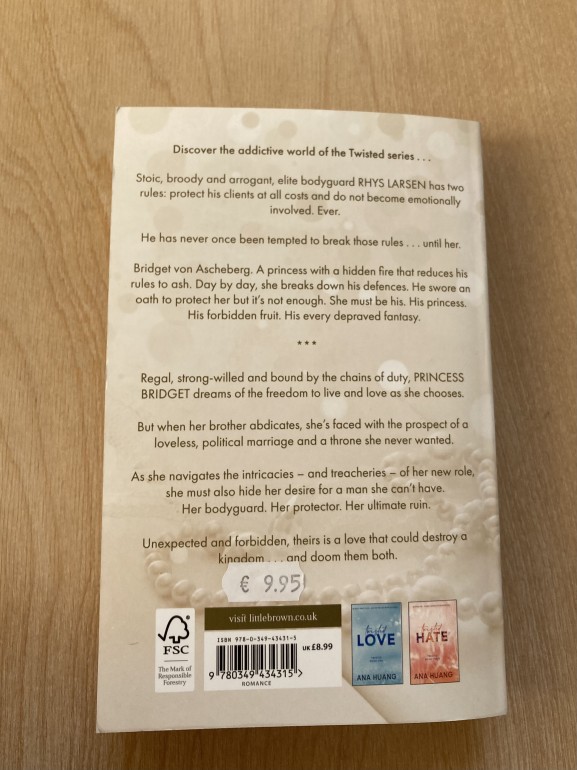 Discover the addictive world of the Twisted series . . .
Stoic, broody and arrogant, elite bodyguard RHYS LARSEN has two
rules: protect his clients at all costs and do not become emotionally
involved. Ever.
He has never once been tempted to break those rules . . . until her.
Bridget von Ascheberg. A princess with a hidden fire that reduces his
rules to ash. Day by day, she breaks down his defences. He swore an
oath to protect her but it's not enough. She must be his. His princess.
His forbidden fruit. His every depraved fantasy.
***
Regal, strong-willed and bound by the chains of duty, PRINCESS
BRIDGET dreams of the freedom to live and love as she chooses.
But when her brother abdicates, she's faced with the prospect of a
loveless, political marriage and a throne she never wanted.
As she navigates the intricacies – and treacheries – of her new role,
she must also hide her desire for a man she can't have.
Her bodyguard. Her protector. Her ultimate ruin.
Unexpected and forbidden, theirs is a love that could destroy a
kingdom . . . and doom them both.
€ 9.95
FSC
The Mark of
Responsible
Forestry
visit littlebrown.co.uk
ISBN 978-0-349-43431-5
UK £8.99
9 780349 434315 >
ROMANCE
twisted
LOVE
ANA HUANG
twisted
HATE
ANA HUANG